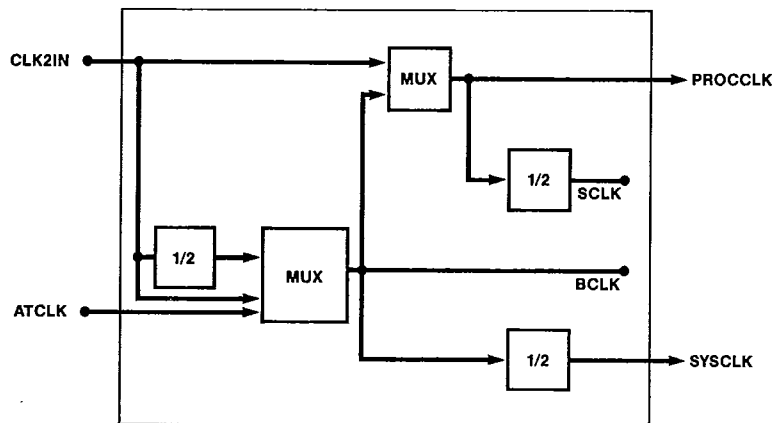 CLK2IN
MUX
PROCCLK
1/2
SCLK
1/2
MUX
BCLK
ATCLK
1/2
SYSCLK